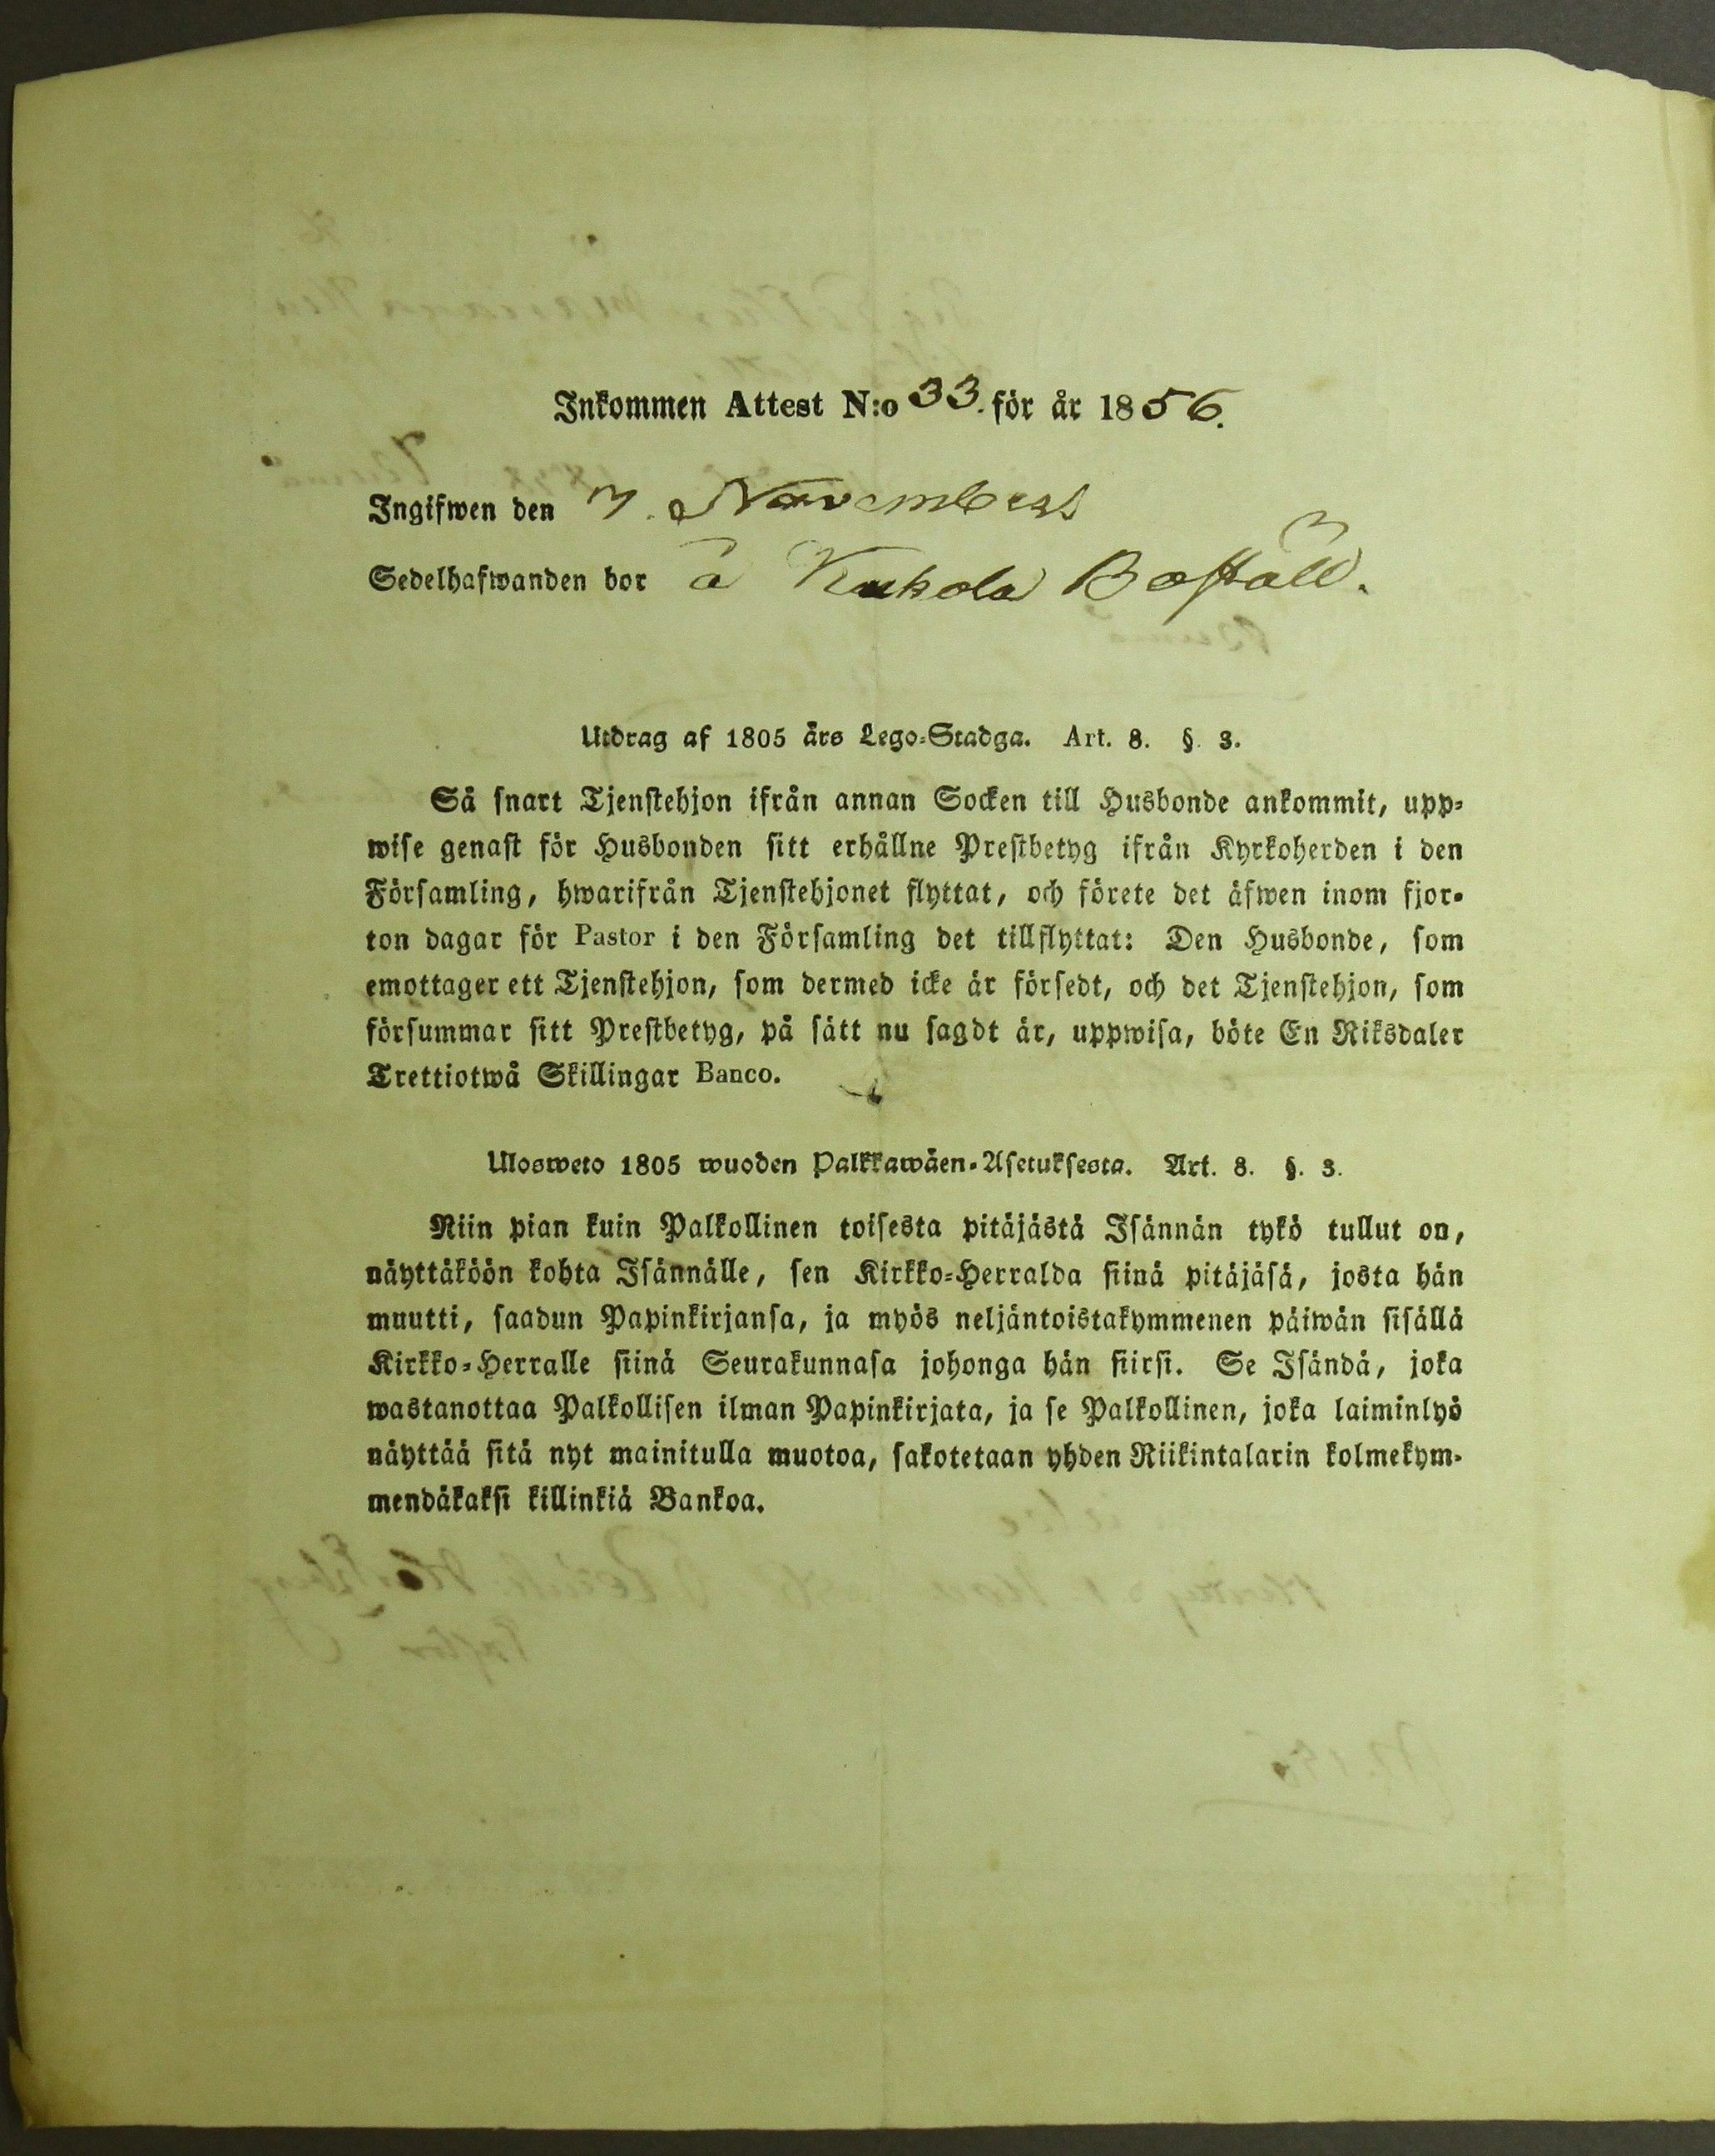 Inkommen Attest N:o 33. för år 1856.
Ingifwen den 7. November
Sedelhafwanden bor å Kukola Boställ.
Utdrag af 1805 års Lego-Stadga. Art. 8. §. 3.
Så snart Tjenstehjon ifrån annan Socken till Husbonde ankommit, upp-
wise genast för Husbonden sitt erhållne Prestbetyg ifrån Kyrkoherden i den
Församling, hwarifrån Tjenstehjonet flyttat, och förete det äfwen inom fjor-
ton dagar för Pastor i den Församling det tillflyttat: Den Husbonde, som
emottager ett Tjenstehjon, som dermed icke är försedt, och det Tjenstehjon, som
försummar sitt Prestbetyg, på sätt nu sagdt är, uppwisa, böte En Riksdaler
Trettiotwå Skillingar Banco.
Ulosweto 1805 wuoden Palkkawäen-Asetuksesta. Art. 8. §. 3.
Niin pian kuin Palkollinen toisesta pitäjästä Isännän tykö tullut on,
näyttäköön kohta Isännälle, sen Kirkko-Herralda siinä pitäjäsä, josta hän
muutti, saadun Papinkirjansa, ja myös neljäntoistakymmenen päiwän sisällä
Kirkko-Herralle siinä Seurakunnasa johonga hän siirsi. Se Isändä, joka
wastanottaa Palkollisen ilman Papinkirjata, ja se Palkollinen, joka laiminlyö
näyttää sitä nyt mainitulla muotoa, sakotetaan yhden Riikintalarin kolmekym-
mendäkaksi killinkiä Bankoa.